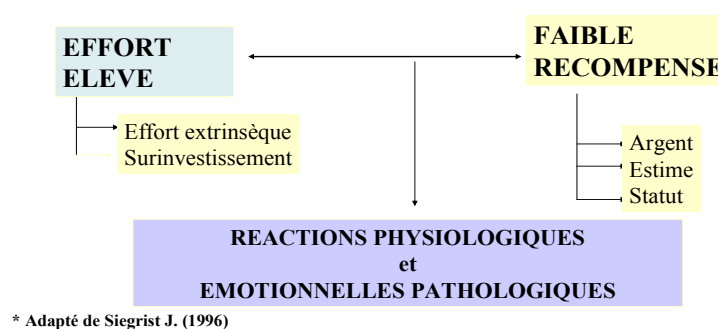 EFFORT
ELEVE
FAIBLE
RECOMPENSE
Effort extrinsèque
Surinvestissement
Argent
Estime
Statut
REACTIONS PHYSIOLOGIQUES
et
EMOTIONNELLES PATHOLOGIQUES
* Adapté de Siegrist J. (1996)